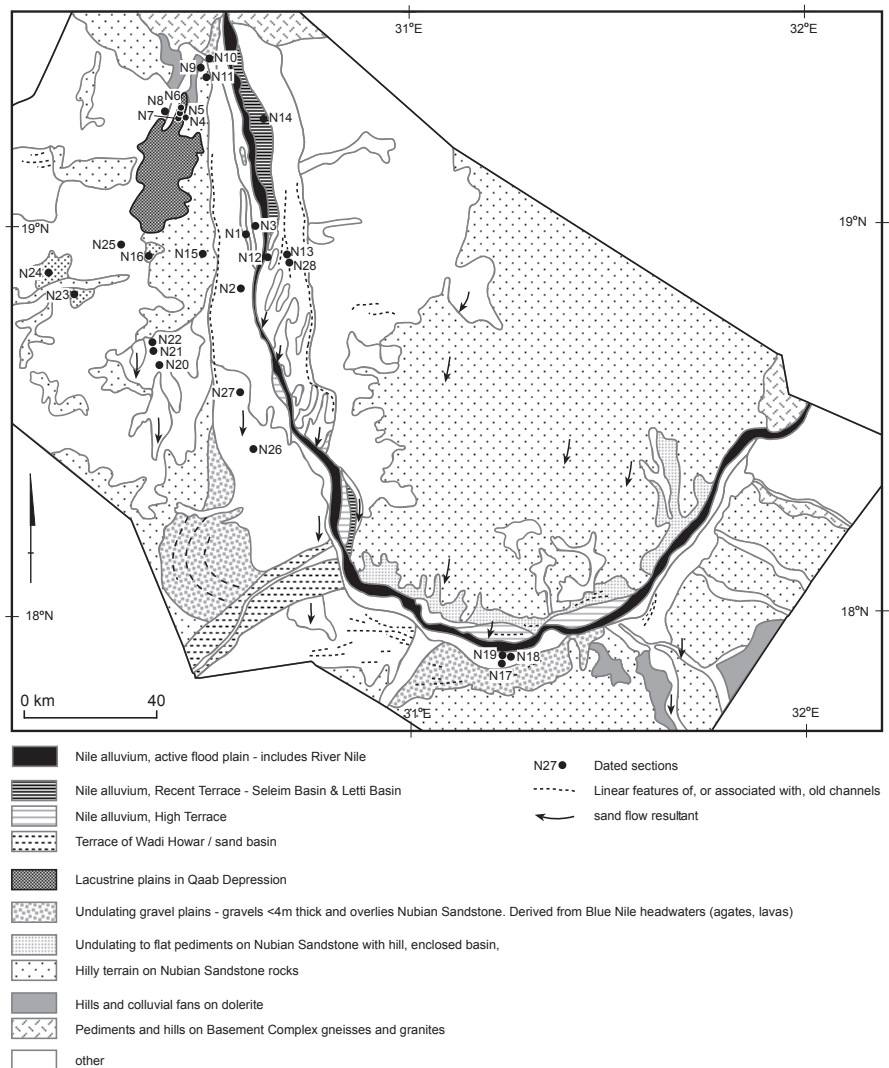 31°E
32°E
N10
N9
N11
N6
N8
N5
N7
N4
N14
19°N
19°N
N3
N1
N25
N16
N15
N12
N13
N28
N24
N2
N23
N22
N21
N20
N27
N26
18°N
18°N
N19
N18
N17
0 km 40
31°E
32°E
Nile alluvium, active flood plain - includes River Nile
Nile alluvium, Recent Terrace - Seleim Basin & Letti Basin
Nile alluvium, High Terrace
Terrace of Wadi Howar / sand basin
Lacustrine plains in Qaab Depression
Undulating gravel plains - gravels <4m thick and overlies Nubian Sandstone. Derived from Blue Nile headwaters (agates, lavas)
Undulating to flat pediments on Nubian Sandstone with hill, enclosed basin,
Hilly terrain on Nubian Sandstone rocks
Hills and colluvial fans on dolerite
Pediments and hills on Basement Complex gneisses and granites
other
N27 Dated sections
Linear features of, or associated with, old channels
sand flow resultant